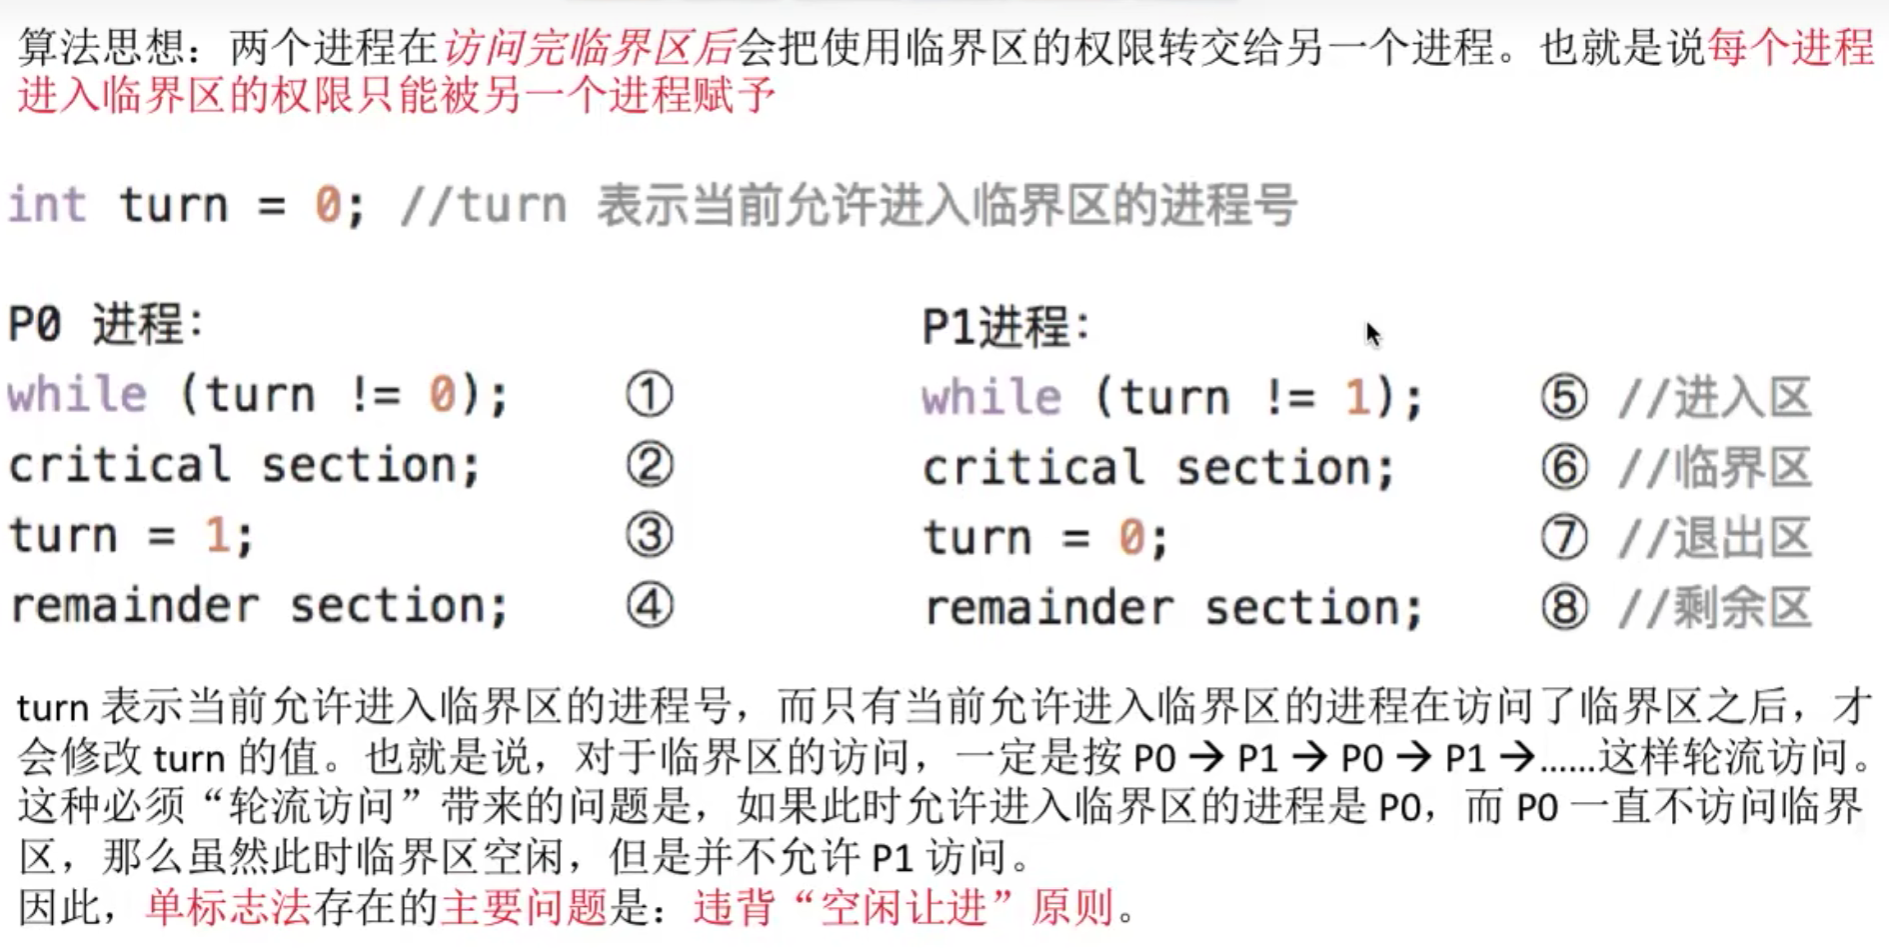 算法思想：两个进程在访问完临界区后会把使用临界区的权限转交给另一个进程。也就是说每个进程
进入临界区的权限只能被另一个进程赋予
int turn = 0; //turn 表示当前允许进入临界区的进程号
P0 进程：
while (turn != 0); ①
critical section; ②
turn = 1; ③
remainder section; ④
P1进程：
while (turn != 1); ⑤ //进入区
critical section; ⑥ //临界区
turn = 0; ⑦ //退出区
remainder section; ⑧ //剩余区
turn 表示当前允许进入临界区的进程号，而只有当前允许进入临界区的进程在访问了临界区之后，才
会修改 turn 的值。也就是说，对于临界区的访问，一定是按 P0 → P1 → P0 → P1 →……这样轮流访问。
这种必须“轮流访问”带来的问题是，如果此时允许进入临界区的进程是 P0，而 P0 一直不访问临界
区，那么虽然此时临界区空闲，但是并不允许 P1 访问。
因此，单标志法存在的主要问题是：违背“空闲让进”原则。